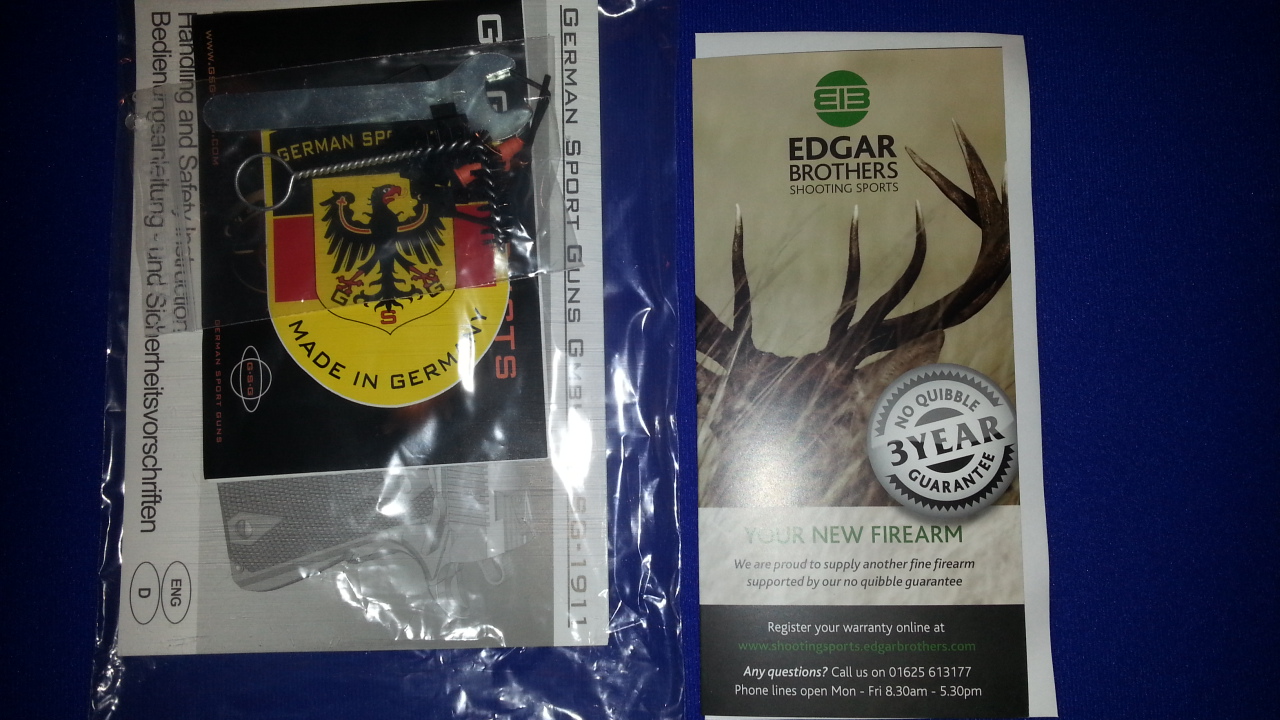 GERMAN SPORT GUNS GMBH
GSG-1911
Handling and Safety
Bedienungsanleitung - und Sicherheitsvorschriften
ENG
D
GERMAN
MADE IN GERMANY
G
S
G
G·S·G
GERMAN SPORT GUNS
EB
EDGAR
BROTHERS
SHOOTING SPORTS
NO QUIBBLE
3 YEAR
GUARANTEE
YOUR NEW FIREARM
We are proud to supply another fine firearm
supported by our no quibble guarantee
Register your warranty online at
www.shootingsports.edgarbrothers.com
Any questions? Call us on 01625 613177
Phone lines open Mon - Fri 8.30am - 5.30pm